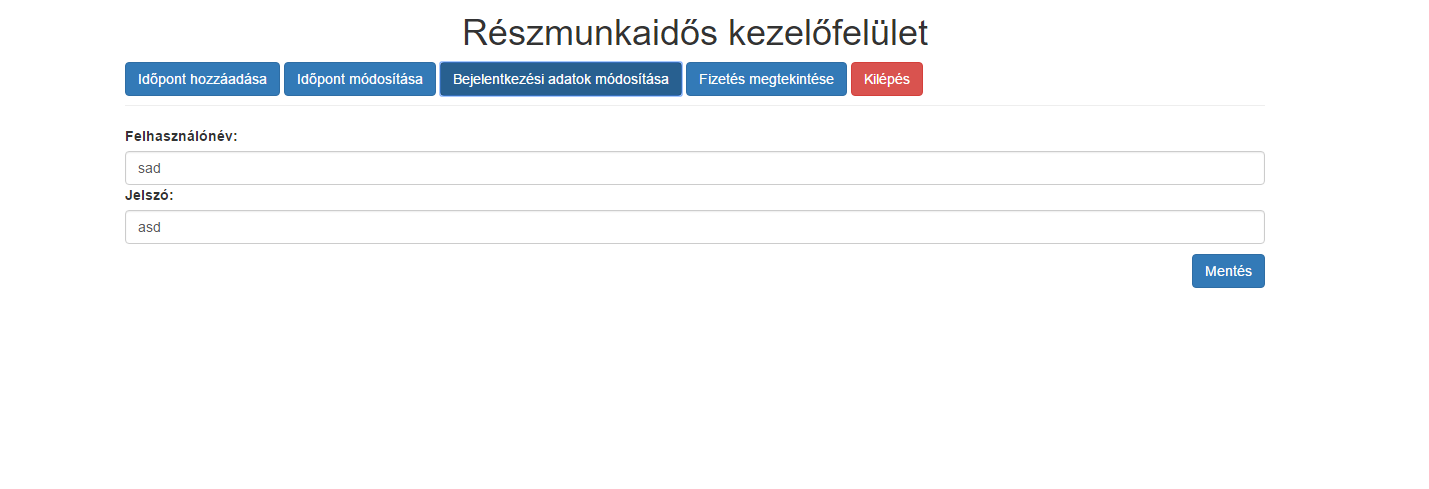 Részmunkaidős kezelőfelület
Időpont hozzáadása Időpont módosítása Bejelentkezési adatok módosítása Fizetés megtekintése Kilépés
Felhasználónév:
sad
Jelszó:
asd
Mentés